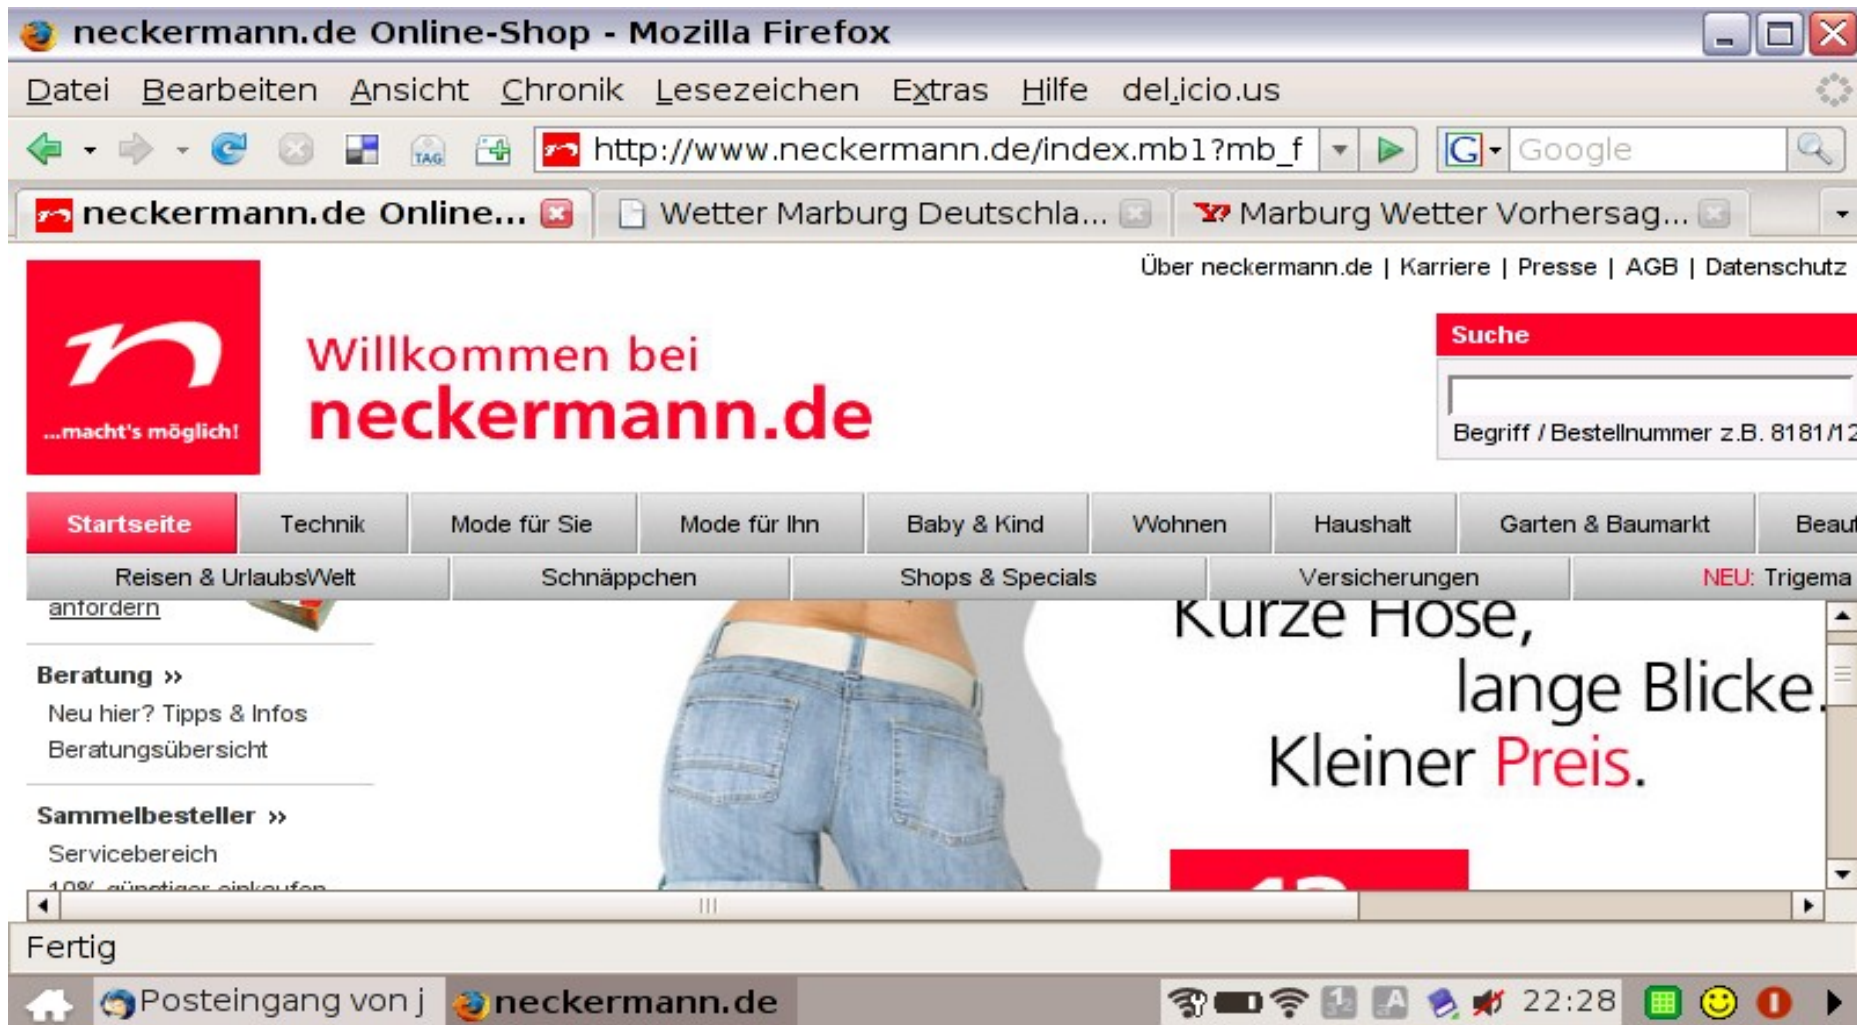 neckermann.de Online-Shop - Mozilla Firefox
Datei Bearbeiten Ansicht Chronik Lesezeichen Extras Hilfe del.icio.us
TAG http://www.neckermann.de/index.mb1?mb_f G Google
neckermann.de Online... Wetter Marburg Deutschla... Marburg Wetter Vorhersag...
Über neckermann.de | Karriere | Presse | AGB | Datenschutz
n
...macht's möglich!
Willkommen bei
neckermann.de
Suche
Begriff / Bestellnummer z.B. 8181/12
Startseite Technik Mode für Sie Mode für Ihn Baby & Kind Wohnen Haushalt Garten & Baumarkt Beaut
Reisen & UrlaubsWelt Schnäppchen Shops & Specials Versicherungen NEU: Trigema
anfordern
Beratung »
Neu hier? Tipps & Infos
Beratungsübersicht
Sammelbesteller »
Servicebereich
10% günstiger einkaufen
Kurze Hose,
lange Blicke.
Kleiner Preis.
Fertig
Posteingang von j neckermann.de 22:28